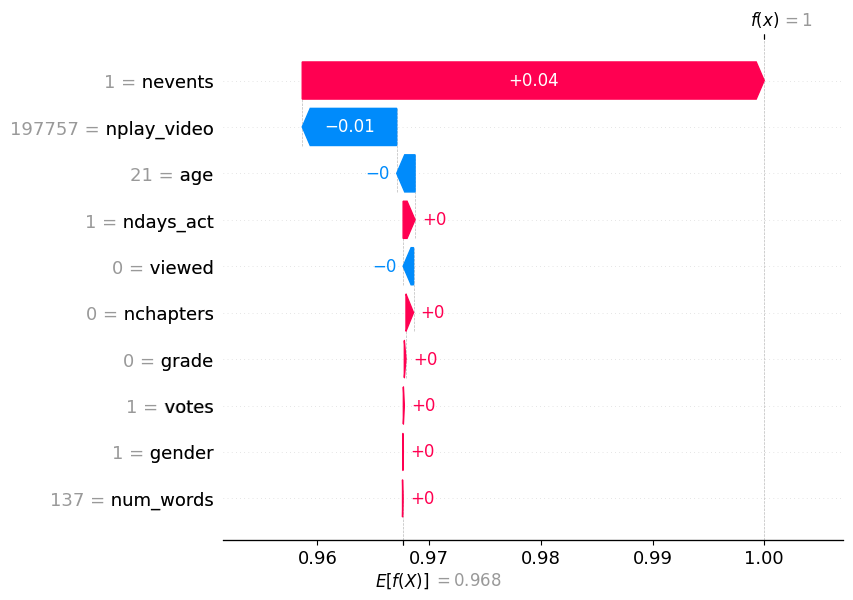 f(x) = 1
1 = nevents
+0.04
197757 = nplay_video
−0.01
21 = age
−0
1 = ndays_act
+0
0 = viewed
−0
0 = nchapters
+0
0 = grade
+0
1 = votes
+0
1 = gender
+0
137 = num_words
+0
0.96 0.97 0.98 0.99 1.00
E[f(X)] = 0.968